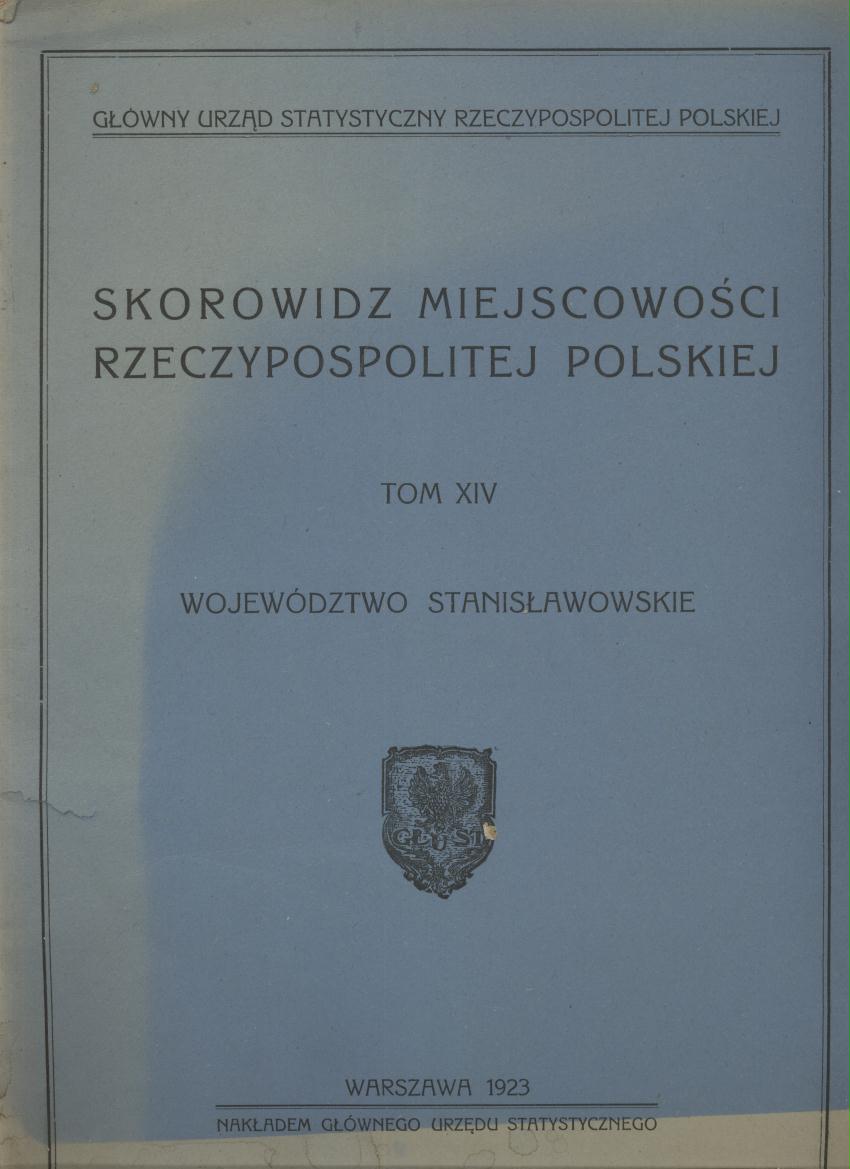 GŁÓWNY URZĄD STATYSTYCZNY RZECZYPOSPOLITEJ POLSKIEJ
SKOROWIDZ MIEJSCOWOŚCI
RZECZYPOSPOLITEJ POLSKIEJ
TOM XIV
WOJEWÓDZTWO STANISŁAWOWSKIE
GŁUST
WARSZAWA 1923
NAKŁADEM GŁÓWNEGO URZĘDU STATYSTYCZNEGO